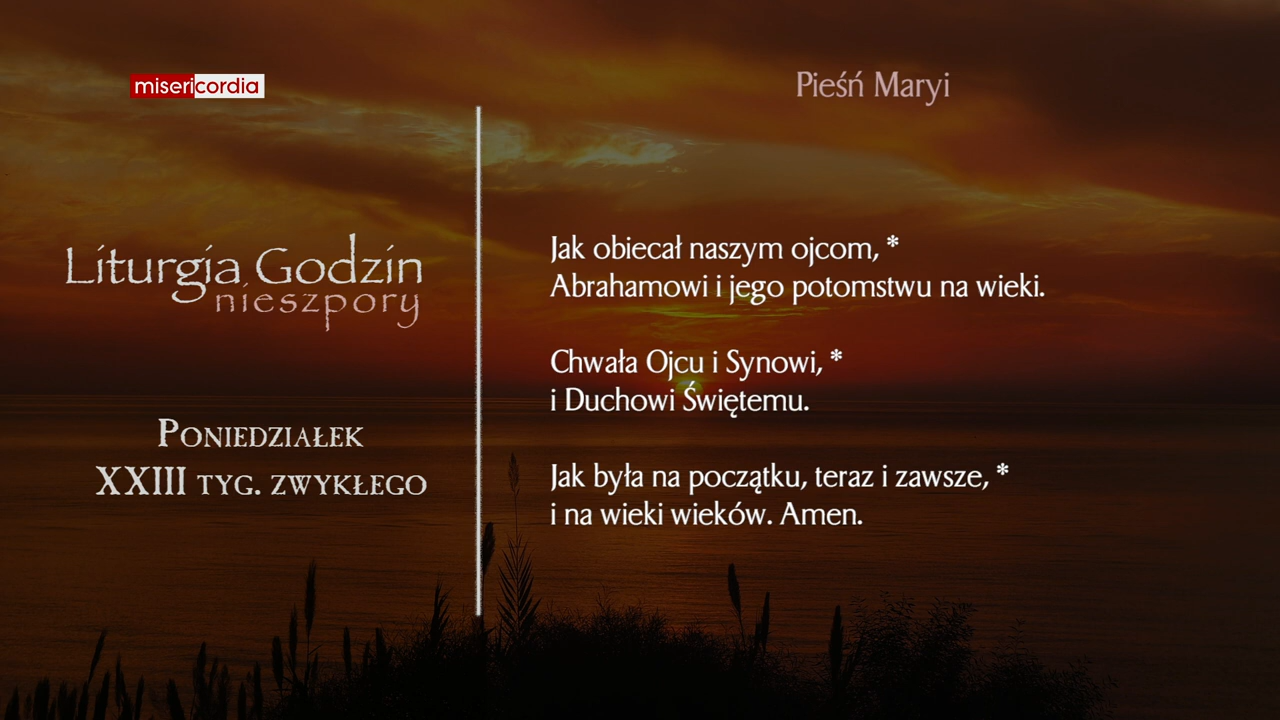 misericordia
Pieśń Maryi
Liturgia Godzin
nieszpory
Poniedziałek
XXIII tyg. zwykłego
Jak obiecał naszym ojcom, *
Abrahamowi i jego potomstwu na wieki.
Chwała Ojcu i Synowi, *
i Duchowi Świętemu.
Jak była na początku, teraz i zawsze, *
i na wieki wieków. Amen.